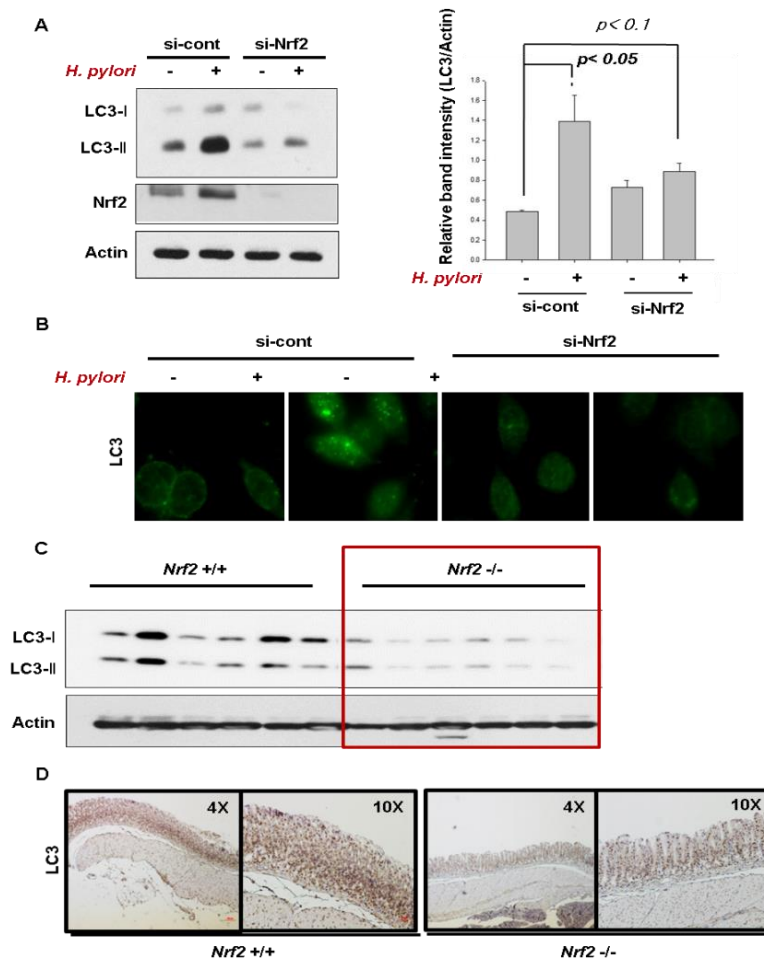 A
si-cont si-Nrf2
H. pylori - + - +
LC3-I
LC3-II
Nrf2
Actin
p< 0.1
p< 0.05
Relative band intensity (LC3/Actin)
1.8
1.6
1.4
1.2
1.0
0.8
0.6
0.4
0.2
0.0
H. pylori - + - +
si-cont si-Nrf2
B
si-cont si-Nrf2
H. pylori - + - +
LC3
C
Nrf2 +/+ Nrf2 -/-
LC3-I
LC3-II
Actin
D
4X 10X 4X 10X
LC3
Nrf2 +/+ Nrf2 -/-